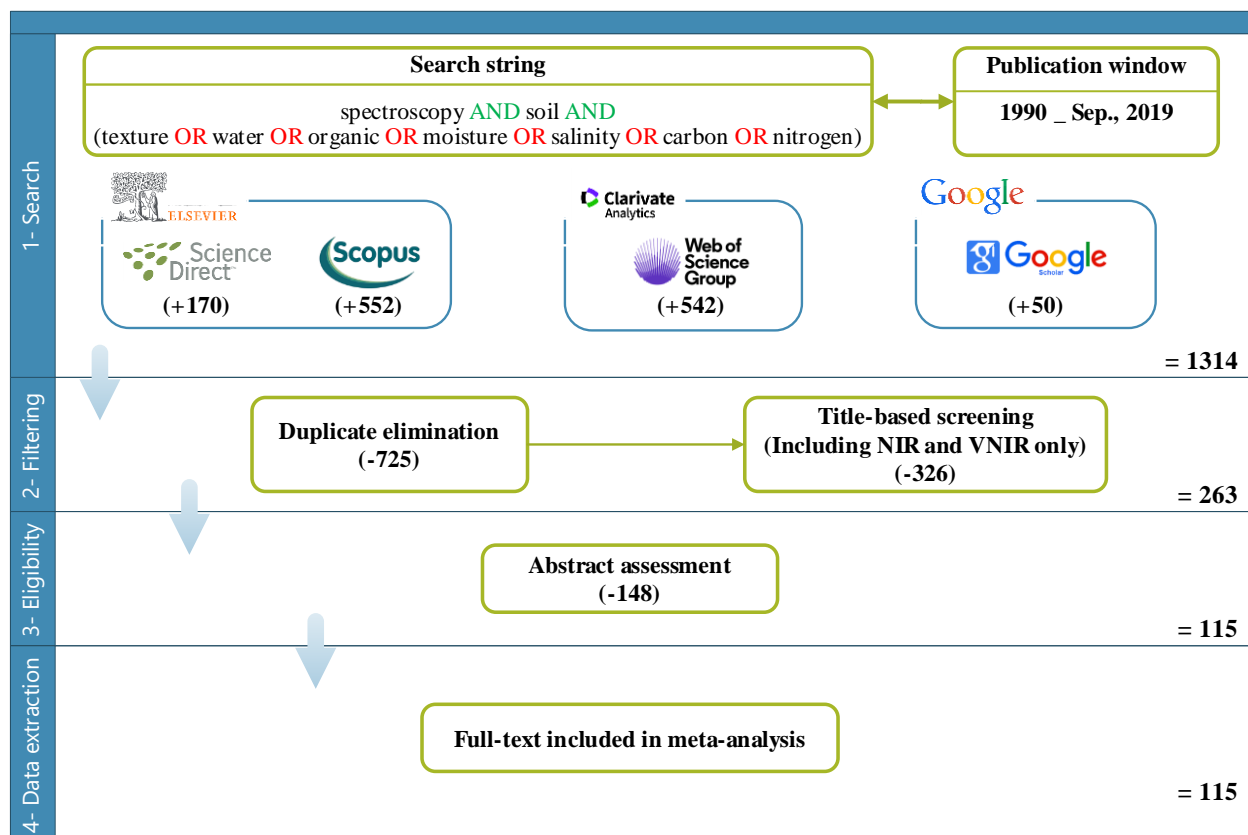 1- Search
Search string
spectroscopy AND soil AND
(texture OR water OR organic OR moisture OR salinity OR carbon OR nitrogen)
Publication window
1990 _ Sep., 2019
ELSEVIER
Science
Direct
(+170)
Scopus
(+552)
Clarivate
Analytics
Web of
Science
Group
(+542)
Google
g Google
Scholar
(+50)
= 1314
2- Filtering
Duplicate elimination
(-725)
Title-based screening
(Including NIR and VNIR only)
(-326)
= 263
3- Eligibility
Abstract assessment
(-148)
= 115
4- Data extraction
Full-text included in meta-analysis
= 115